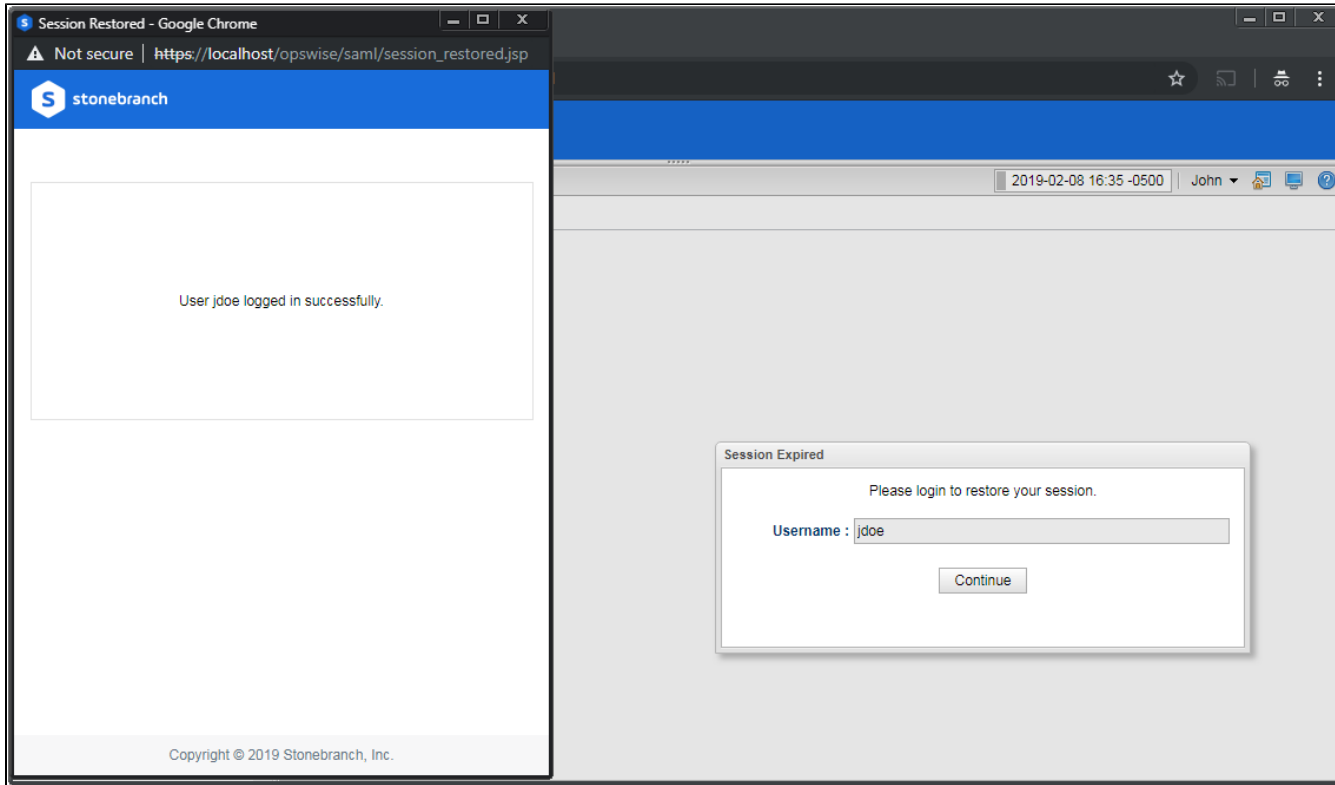 Session Restored - Google Chrome
Not secure | https://localhost/opswise/saml/session_restored.jsp
S stonebranch
User jdoe logged in successfully.
Copyright © 2019 Stonebranch, Inc.
2019-02-08 16:35 -0500 | John
Session Expired
Please login to restore your session.
Username : jdoe
Continue